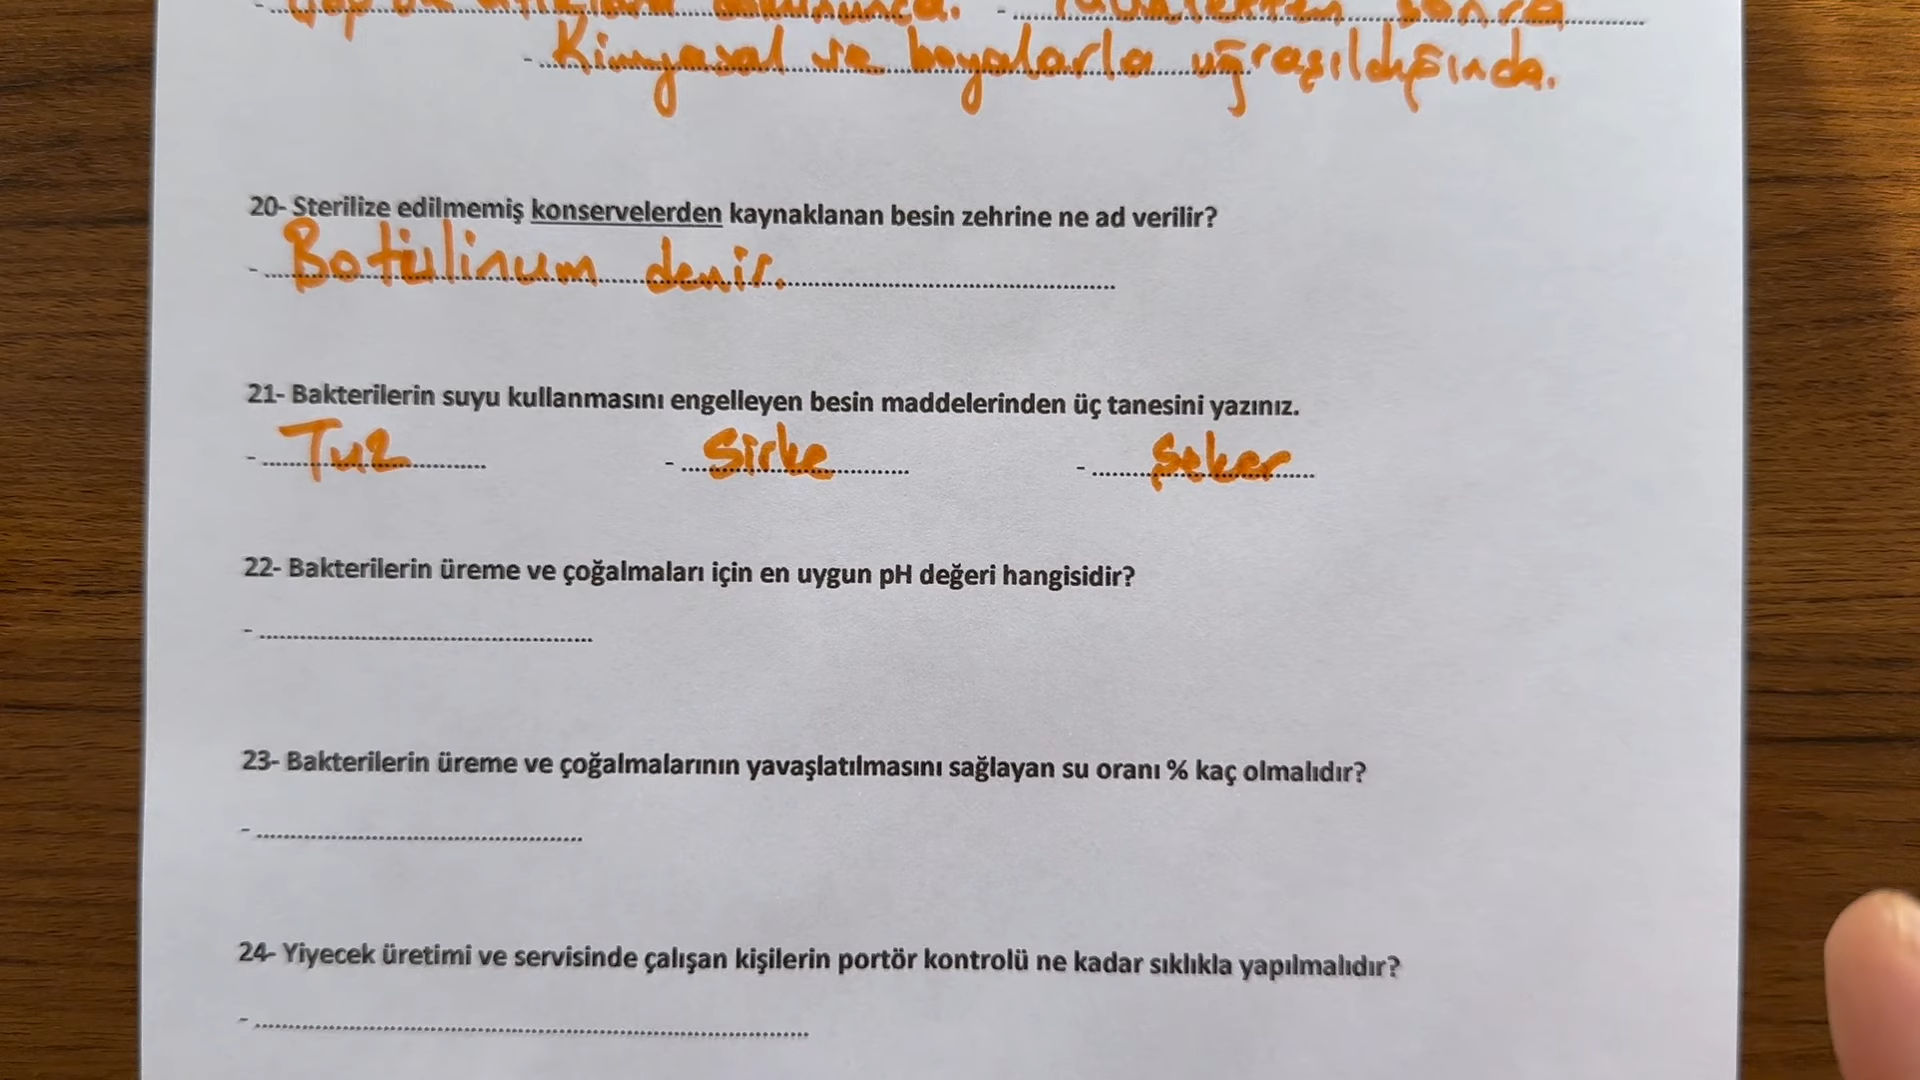 sonra
- Kimyasal ve boyalarla uğraşıldığında.
20- Sterilize edilmemiş konservelerden kaynaklanan besin zehrine ne ad verilir?
- Botülinum denir.
21- Bakterilerin suyu kullanmasını engelleyen besin maddelerinden üç tanesini yazınız.
- Tuz - Sirke - Şeker
22- Bakterilerin üreme ve çoğalmaları için en uygun pH değeri hangisidir?
-
23- Bakterilerin üreme ve çoğalmalarının yavaşlatılmasını sağlayan su oranı % kaç olmalıdır?
-
24- Yiyecek üretimi ve servisinde çalışan kişilerin portör kontrolü ne kadar sıklıkla yapılmalıdır?
-